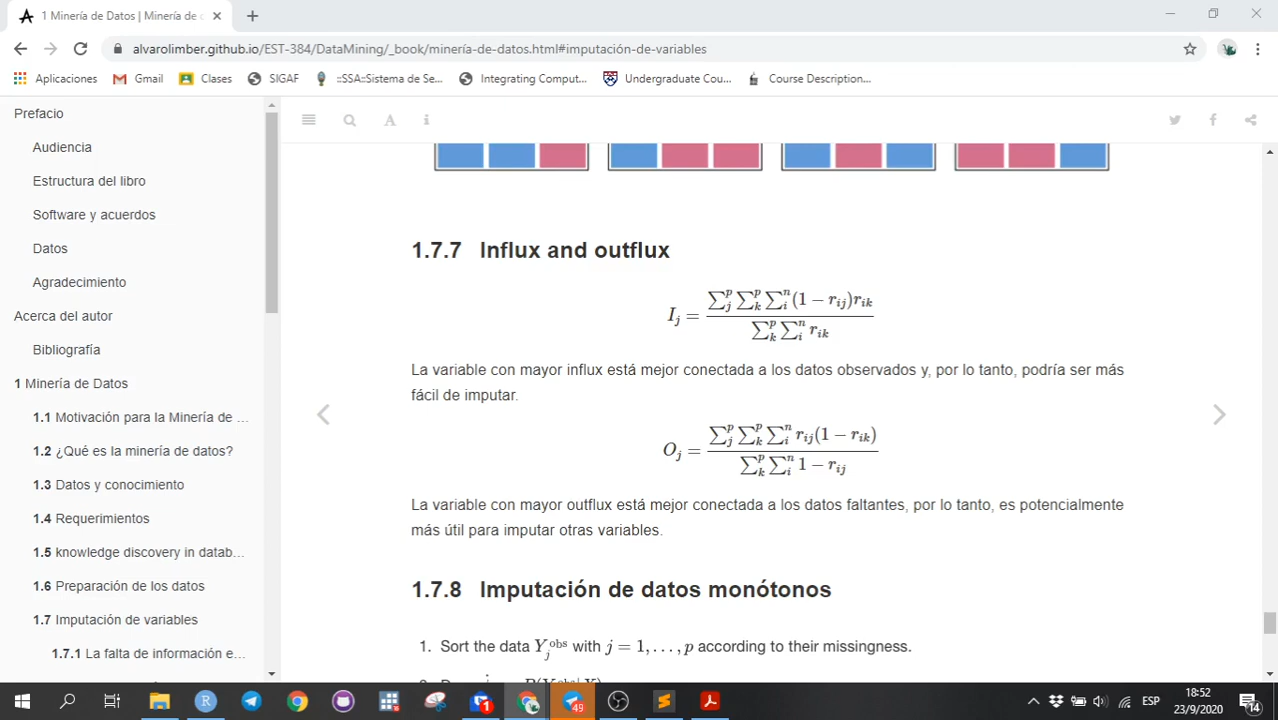 1 Minería de Datos | Minería de d
alvarolimber.github.io/EST-384/DataMining/_book/minería-de-datos.html#imputación-de-variables
Aplicaciones Gmail Clases SIGAF ::SSA::Sistema de Se... Integrating Comput... Undergraduate Cou... Course Description...
Prefacio
Audiencia
Estructura del libro
Software y acuerdos
Datos
Agradecimiento
Acerca del autor
Bibliografía
1 Minería de Datos
1.1 Motivación para la Minería de ...
1.2 ¿Qué es la minería de datos?
1.3 Datos y conocimiento
1.4 Requerimientos
1.5 knowledge discovery in datab...
1.6 Preparación de los datos
1.7 Imputación de variables
1.7.1 La falta de información e...
1.7.7 Influx and outflux
I_j = \frac{\sum_j^p \sum_k^p \sum_i^n (1 − r_{ij}) r_{ik}}{\sum_k^p \sum_i^n r_{ik}}
La variable con mayor influx está mejor conectada a los datos observados y, por lo tanto, podría ser más
fácil de imputar.
O_j = \frac{\sum_j^p \sum_k^p \sum_i^n r_{ij} (1 − r_{ik})}{\sum_k^p \sum_i^n 1 − r_{ij}}
La variable con mayor outflux está mejor conectada a los datos faltantes, por lo tanto, es potencialmente
más útil para imputar otras variables.
1.7.8 Imputación de datos monótonos
1. Sort the data Y_j^{obs} with j = 1, . . . , p according to their missingness.
49
ESP
18:52
23/9/2020
14